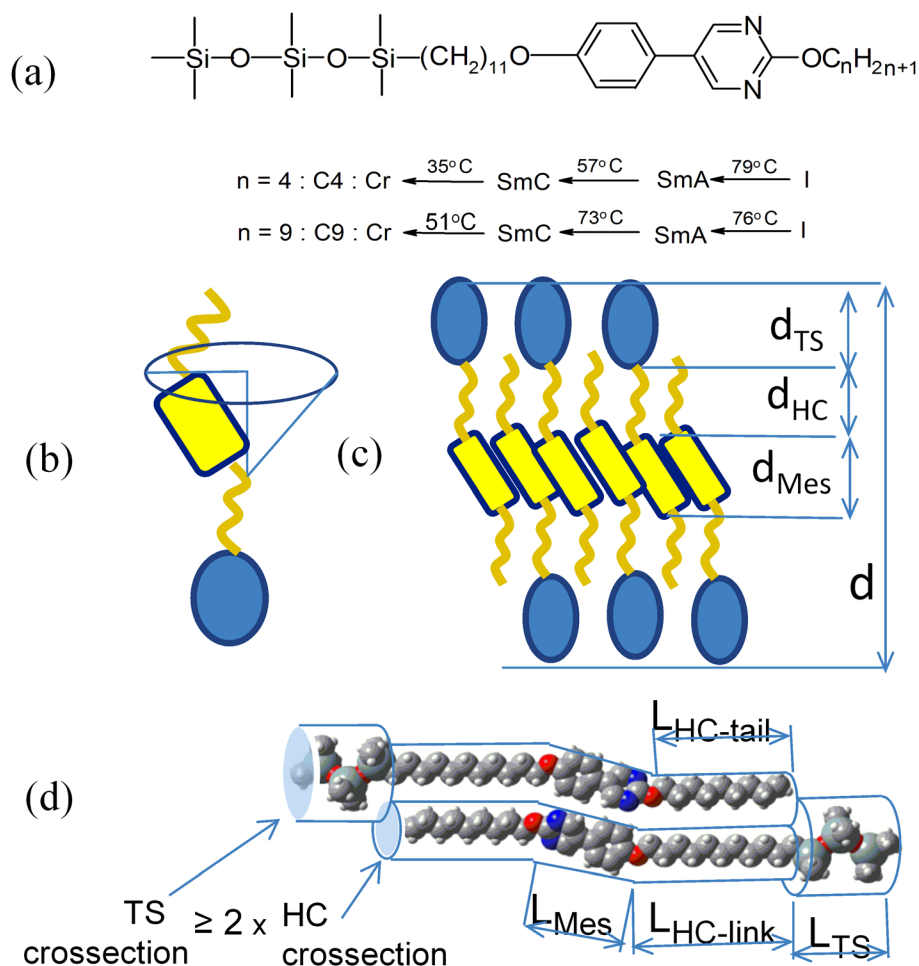 (a)
Si O Si O Si (CH₂)₁₁O N N OCₙH₂ₙ₊₁
n = 4 : C4 : Cr 35°C SmC 57°C SmA 79°C I
n = 9 : C9 : Cr 51°C SmC 73°C SmA 76°C I
(b)
(c)
dTS
dHC
dMes
d
(d)
LHC-tail
TS crossection ≥ 2 x HC crossection
LMes
LHC-link
LTS